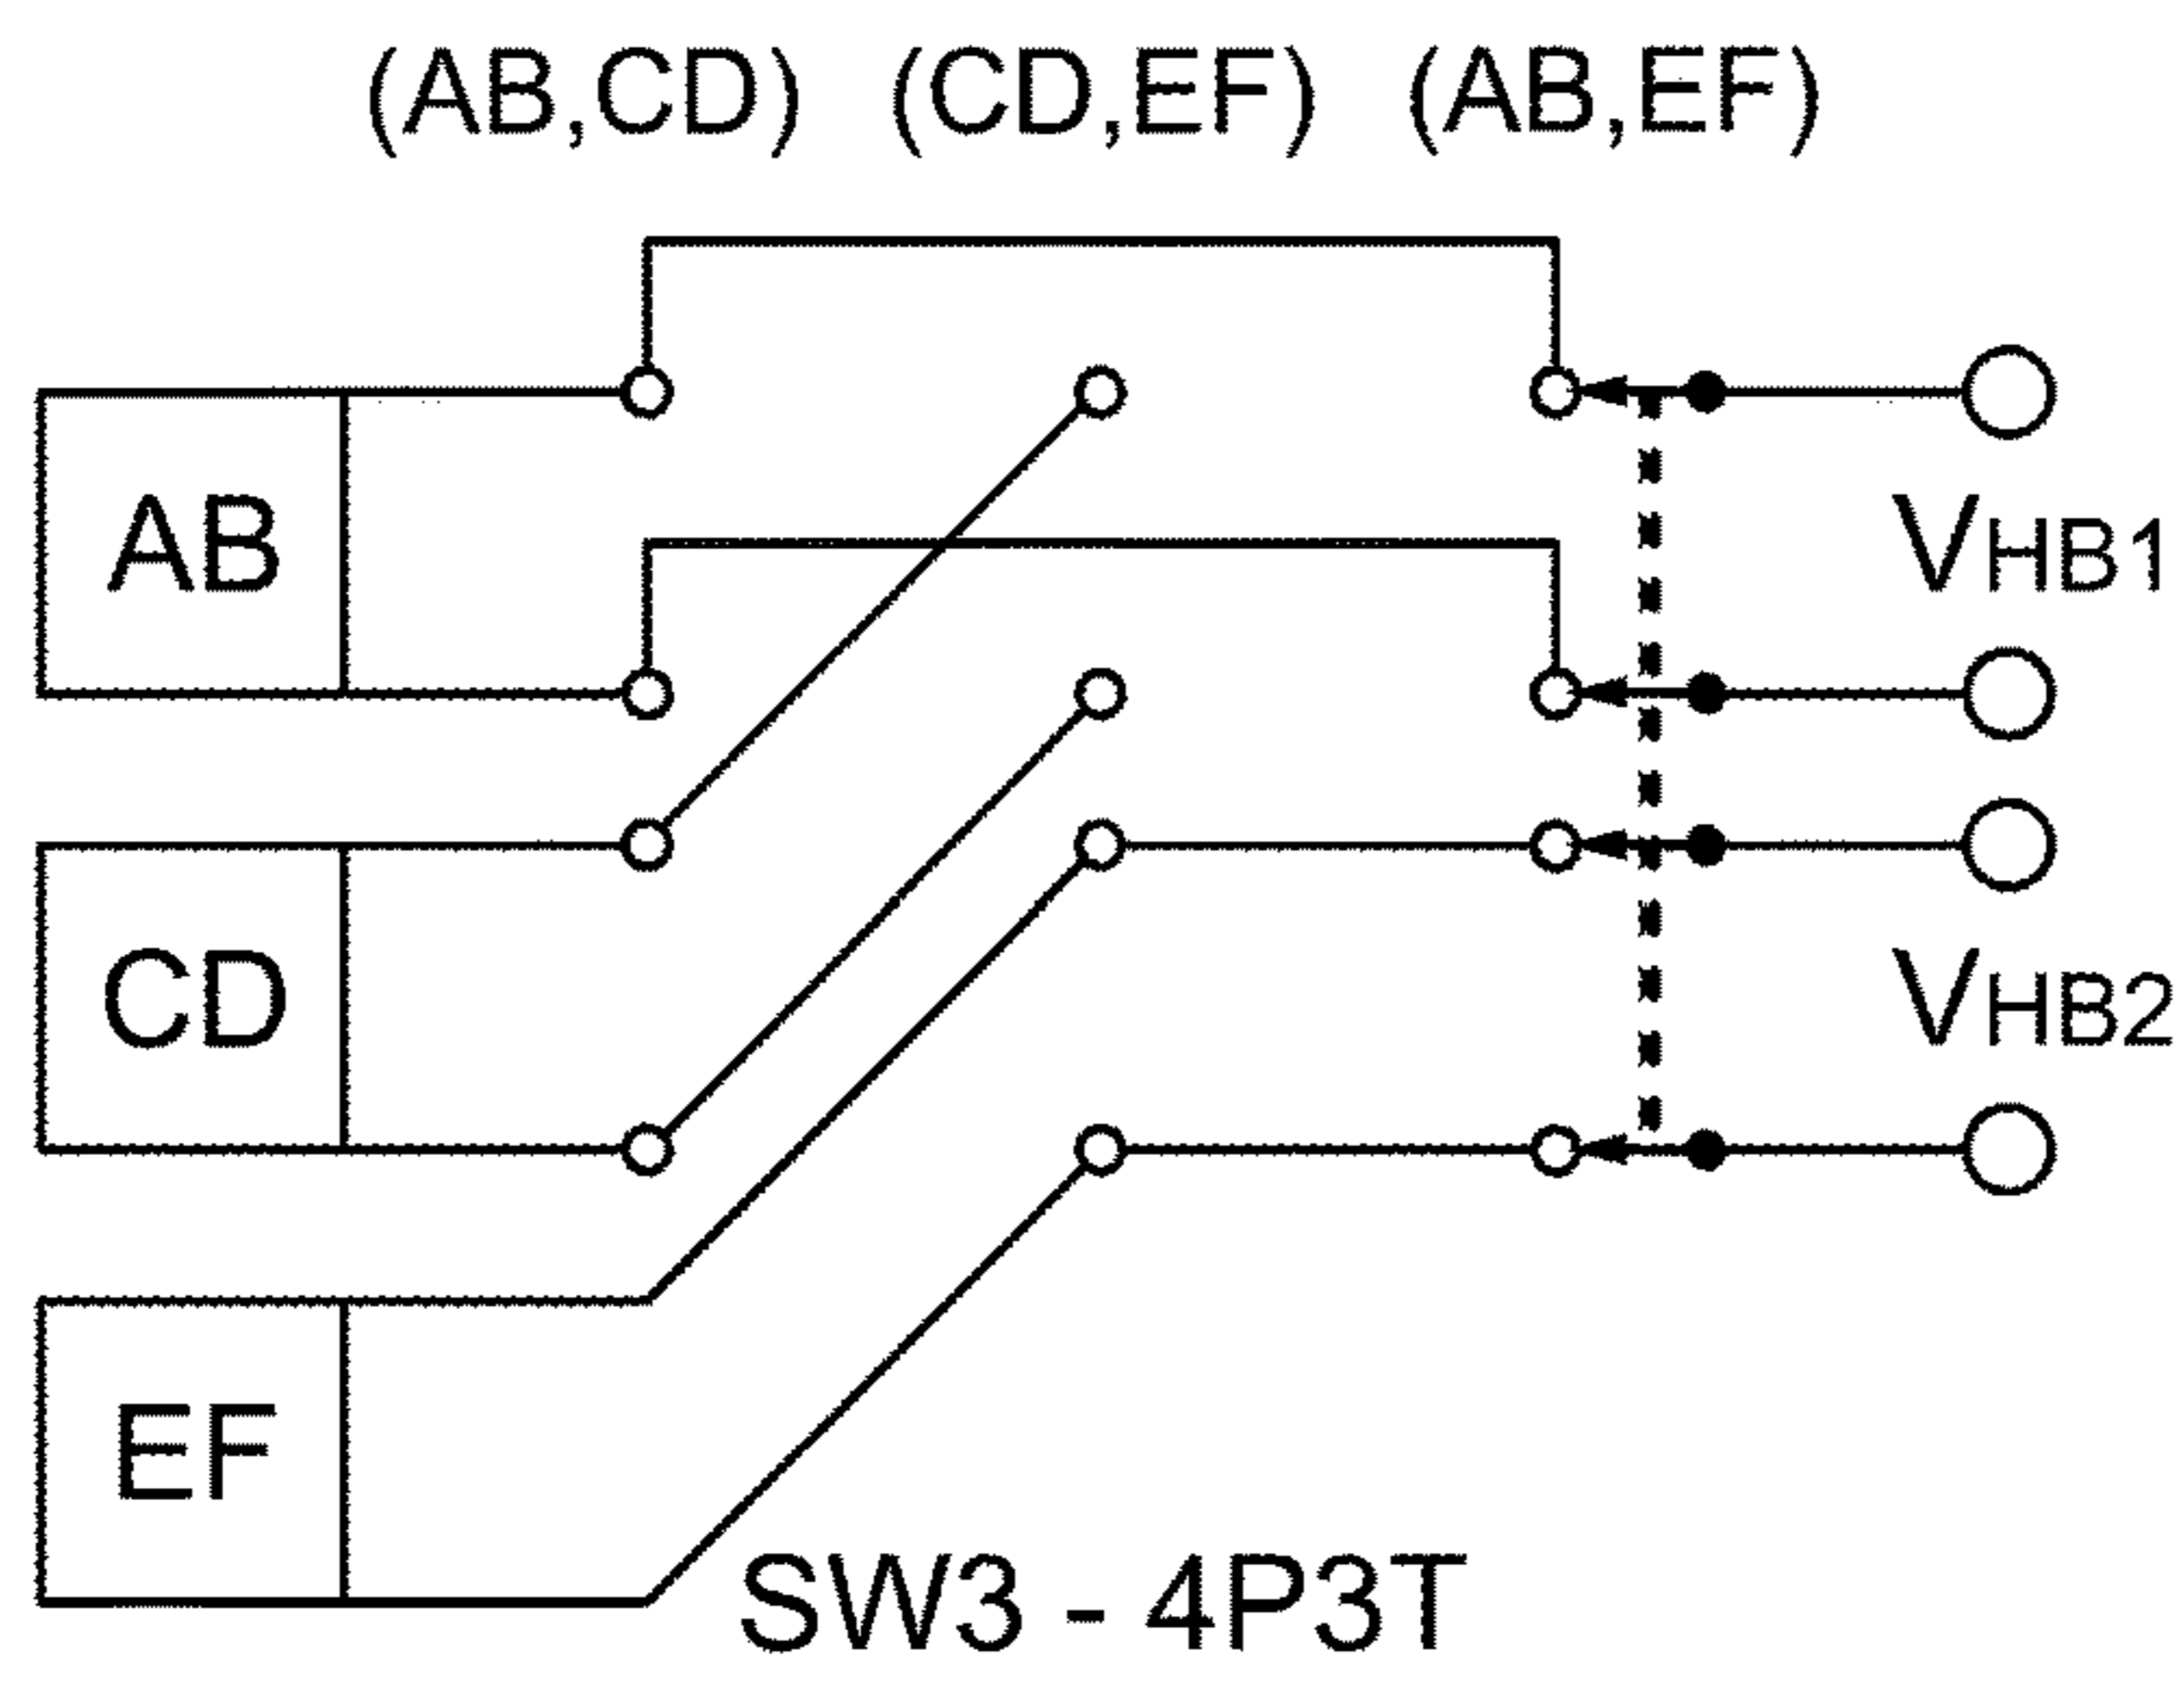 (AB,CD) (CD,EF) (AB,EF)
AB
VHB1
CD
VHB2
EF
SW3 - 4P3T